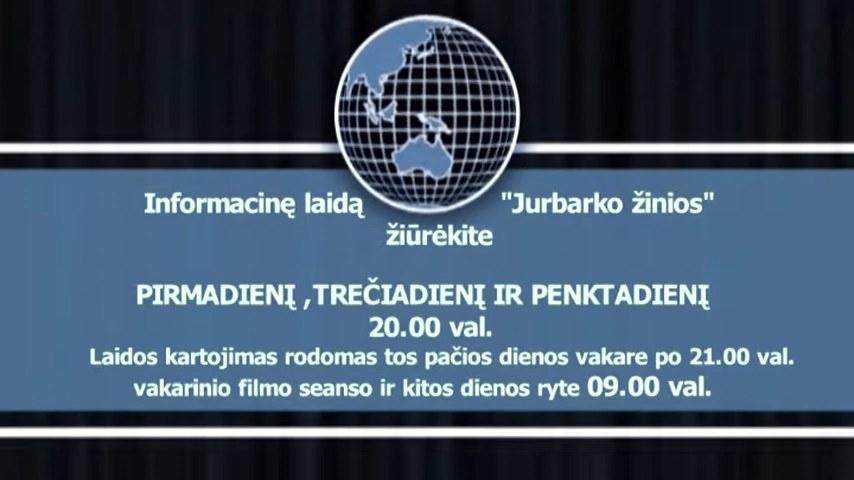 Informacinę laidą "Jurbarko žinios"
žiūrėkite
PIRMADIENĮ ,TREČIADIENĮ IR PENKTADIENĮ
20.00 val.
Laidos kartojimas rodomas tos pačios dienos vakare po 21.00 val.
vakarinio filmo seanso ir kitos dienos ryte 09.00 val.